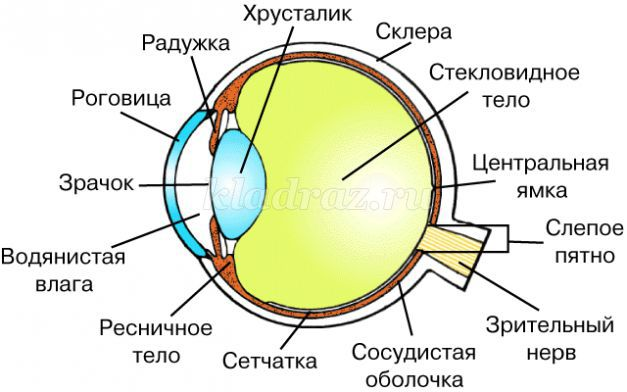 Хрусталик
Радужка
Склера
Роговица
Стекловидное
тело
Зрачок
kladraz.ru
Центральная
ямка
Водянистая
влага
Слепое
пятно
Ресничное
тело
Сетчатка
Сосудистая
оболочка
Зрительный
нерв